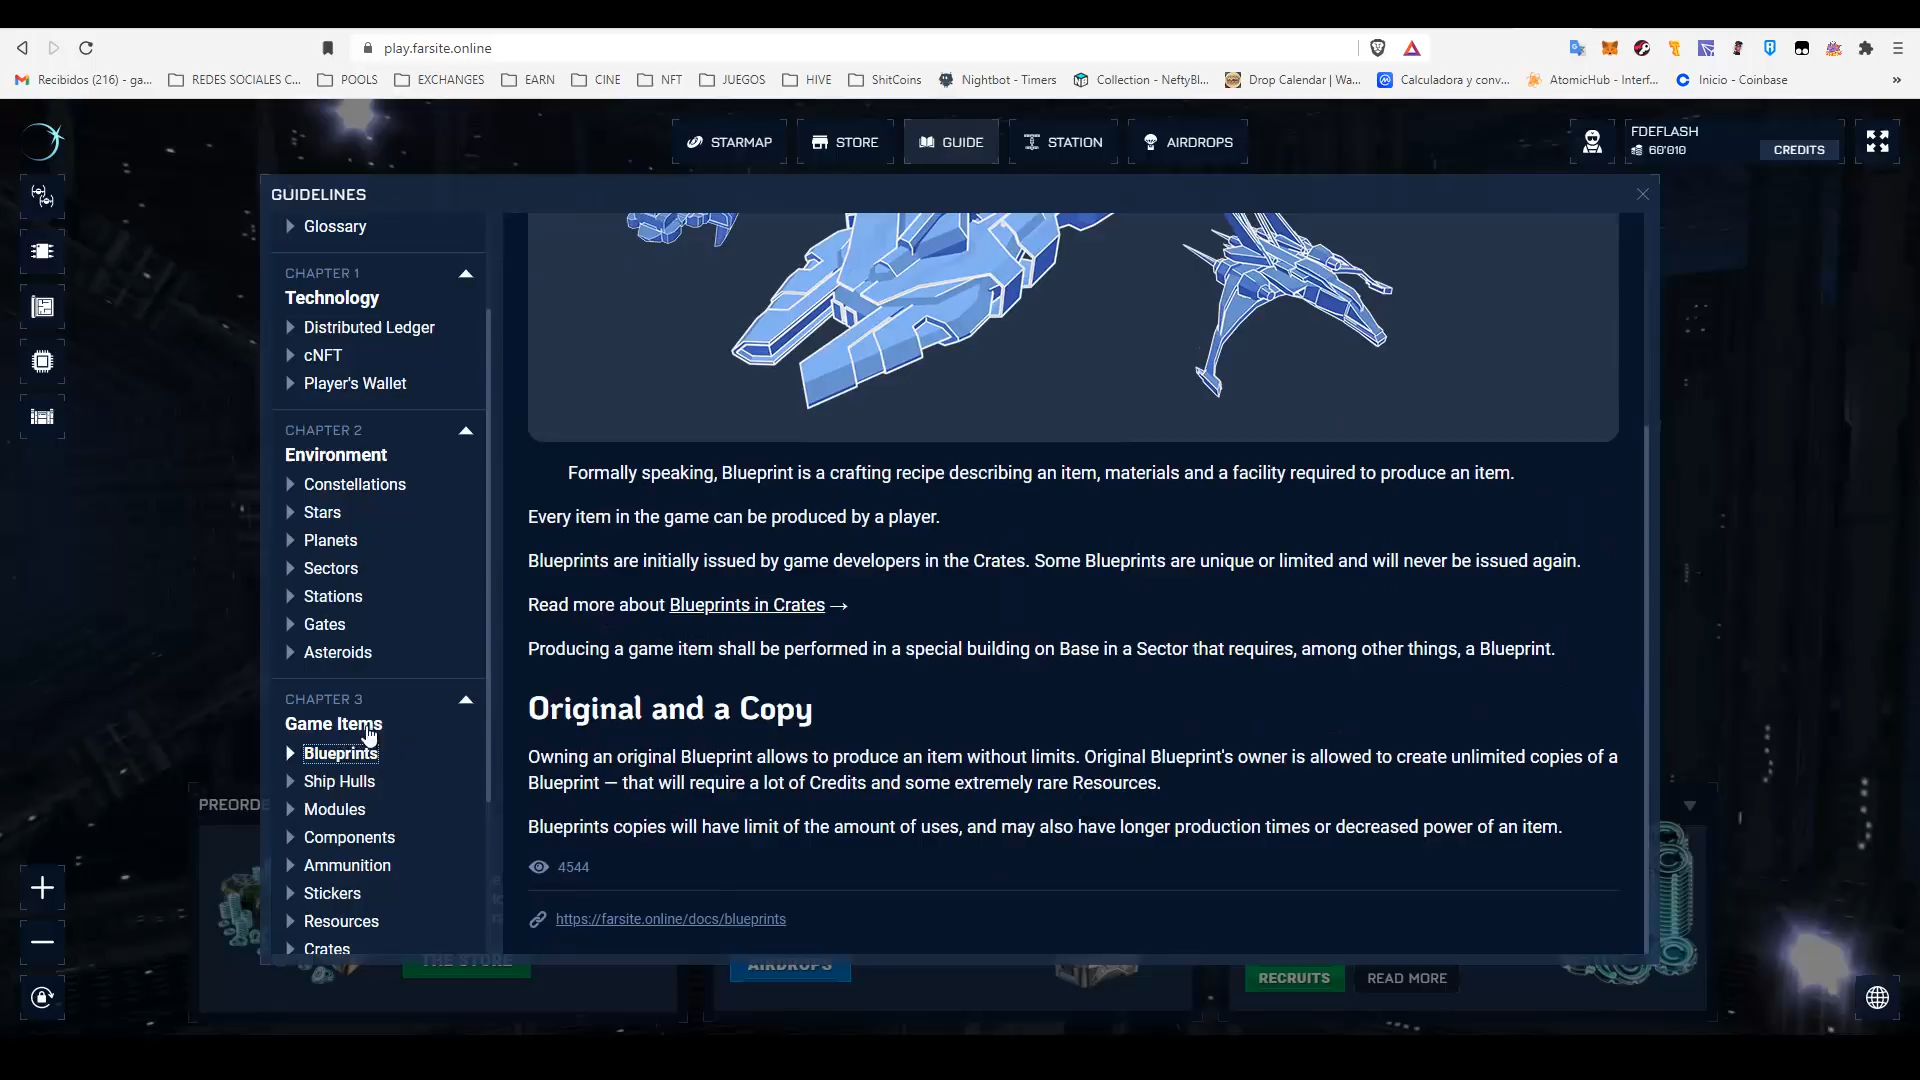 play.farsite.online
Recibidos (216) - ga...
REDES SOCIALES C...
POOLS
EXCHANGES
EARN
CINE
NFT
JUEGOS
HIVE
ShitCoins
Nightbot - Timers
Collection - NeftyBl...
Drop Calendar | Wa...
Calculadora y conv...
AtomicHub - Interf...
Inicio - Coinbase
»
STARMAP
STORE
GUIDE
STATION
AIRDROPS
FDEFLASH
60'010
CREDITS
GUIDELINES
Glossary
CHAPTER 1
Technology
Distributed Ledger
cNFT
Player's Wallet
CHAPTER 2
Environment
Constellations
Stars
Planets
Sectors
Stations
Gates
Asteroids
CHAPTER 3
Game Items
Blueprints
Ship Hulls
Modules
Components
Ammunition
Stickers
Resources
Crates
Formally speaking, Blueprint is a crafting recipe describing an item, materials and a facility required to produce an item.
Every item in the game can be produced by a player.
Blueprints are initially issued by game developers in the Crates. Some Blueprints are unique or limited and will never be issued again.
Read more about Blueprints in Crates →
Producing a game item shall be performed in a special building on Base in a Sector that requires, among other things, a Blueprint.
Original and a Copy
Owning an original Blueprint allows to produce an item without limits. Original Blueprint's owner is allowed to create unlimited copies of a
Blueprint — that will require a lot of Credits and some extremely rare Resources.
Blueprints copies will have limit of the amount of uses, and may also have longer production times or decreased power of an item.
4544
https://farsite.online/docs/blueprints
PREORDE
THE STORE
AIRDROPS
RECRUITS
READ MORE